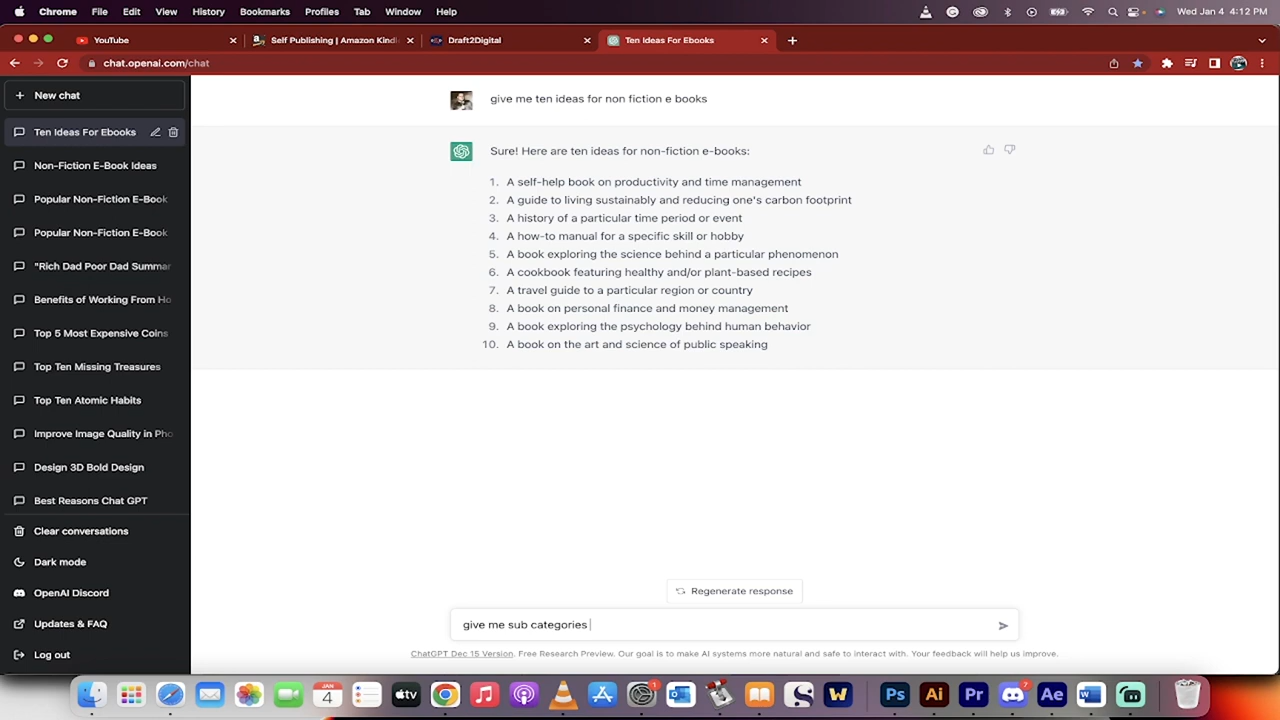 Chrome File Edit View History Bookmarks Profiles Tab Window Help Wed Jan 4 4:12 PM
YouTube Self Publishing | Amazon Kindl Draft2Digital Ten Ideas For Ebooks
chat.openai.com/chat
New chat
Ten Ideas For Ebooks
Non-Fiction E-Book Ideas
Popular Non-Fiction E-Book
Popular Non-Fiction E-Book
"Rich Dad Poor Dad Summar
Benefits of Working From Ho
Top 5 Most Expensive Coins
Top Ten Missing Treasures
Top Ten Atomic Habits
Improve Image Quality in Pho
Design 3D Bold Design
Best Reasons Chat GPT
Clear conversations
Dark mode
OpenAI Discord
Updates & FAQ
Log out
give me ten ideas for non fiction e books
Sure! Here are ten ideas for non-fiction e-books:
1. A self-help book on productivity and time management
2. A guide to living sustainably and reducing one's carbon footprint
3. A history of a particular time period or event
4. A how-to manual for a specific skill or hobby
5. A book exploring the science behind a particular phenomenon
6. A cookbook featuring healthy and/or plant-based recipes
7. A travel guide to a particular region or country
8. A book on personal finance and money management
9. A book exploring the psychology behind human behavior
10. A book on the art and science of public speaking
Regenerate response
give me sub categories
ChatGPT Dec 15 Version. Free Research Preview. Our goal is to make AI systems more natural and safe to interact with. Your feedback will help us improve.
JAN
4
tv
1
S
W
Ps
Ai
Pr
7
Ae
W